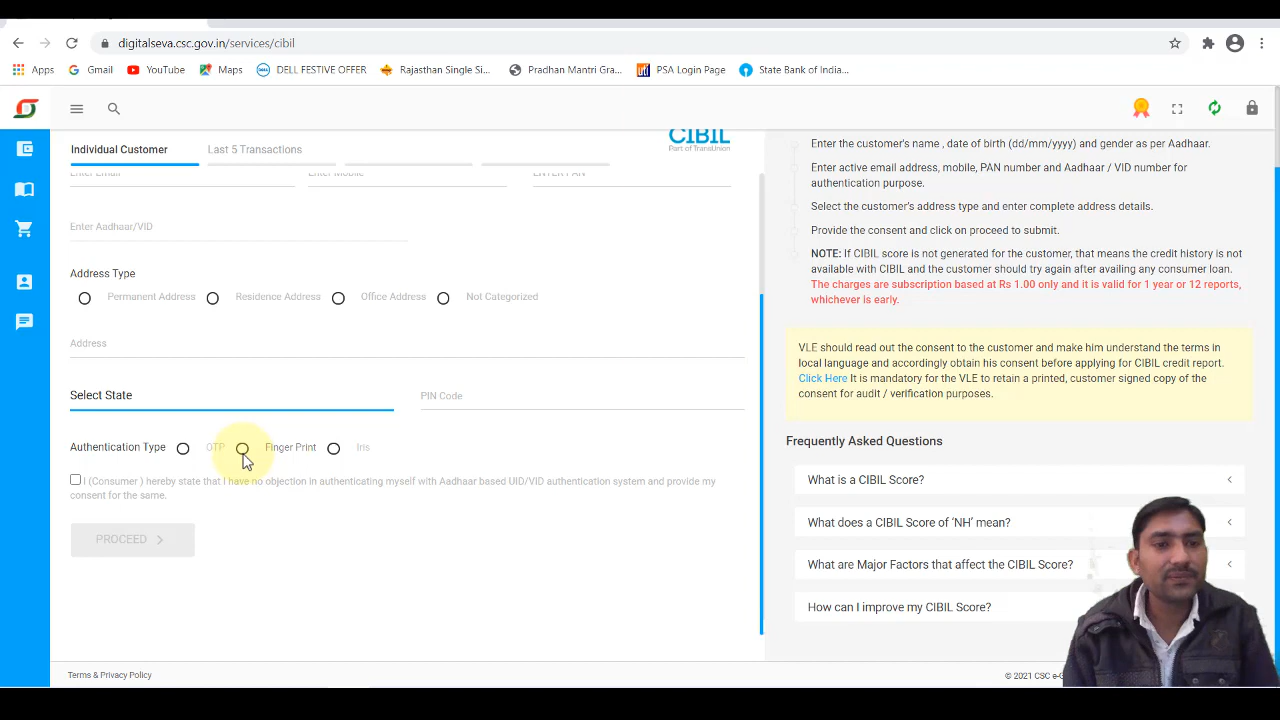 digitalseva.csc.gov.in/services/cibil
Apps Gmail YouTube Maps DELL FESTIVE OFFER Rajasthan Single Si... Pradhan Mantri Gra... PSA Login Page State Bank of India...
Individual Customer Last 5 Transactions
CIBIL
Part of TransUnion
Enter Email Enter Mobile ENTER PAN
Enter Aadhaar/VID
Address Type
Permanent Address Residence Address Office Address Not Categorized
Address
Select State PIN Code
Authentication Type OTP Finger Print Iris
I (Consumer ) hereby state that I have no objection in authenticating myself with Aadhaar based UID/VID authentication system and provide my
consent for the same.
PROCEED
Enter the customer's name , date of birth (dd/mm/yyyy) and gender as per Aadhaar.
Enter active email address, mobile, PAN number and Aadhaar / VID number for
authentication purpose.
Select the customer's address type and enter complete address details.
Provide the consent and click on proceed to submit.
NOTE: If CIBIL score is not generated for the customer, that means the credit history is not
available with CIBIL and the customer should try again after availing any consumer loan.
The charges are subscription based at Rs 1.00 only and it is valid for 1 year or 12 reports,
whichever is early.
VLE should read out the consent to the customer and make him understand the terms in
local language and accordingly obtain his consent before applying for CIBIL credit report.
Click Here It is mandatory for the VLE to retain a printed, customer signed copy of the
consent for audit / verification purposes.
Frequently Asked Questions
What is a CIBIL Score?
What does a CIBIL Score of 'NH' mean?
What are Major Factors that affect the CIBIL Score?
How can I improve my CIBIL Score?
Terms & Privacy Policy © 2021 CSC e-G